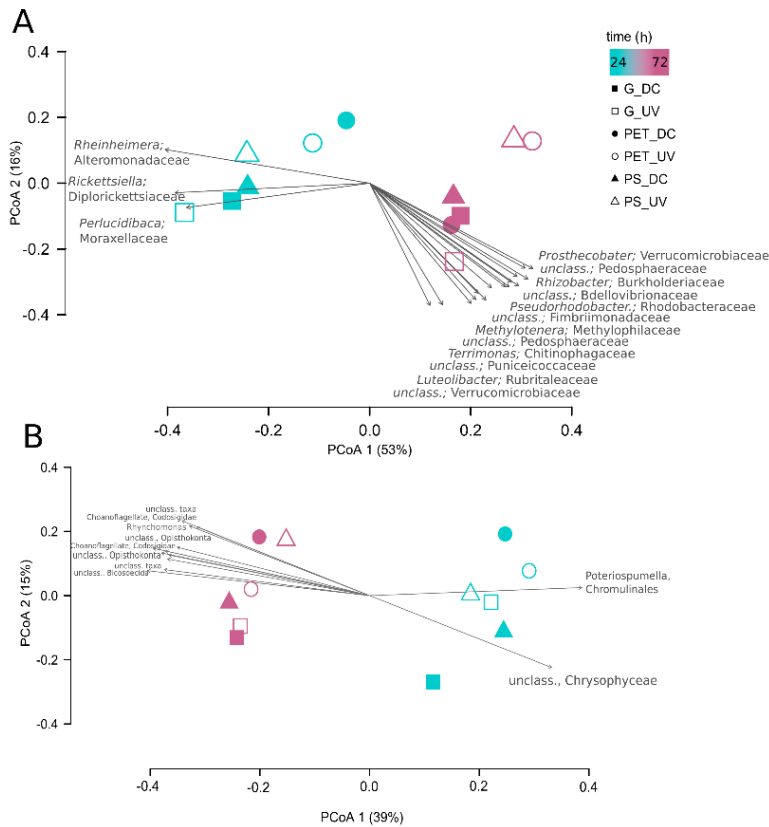 A
time (h)
24 72
G_DC
G_UV
PET_DC
PET_UV
PS_DC
PS_UV
0.4
0.2
0.0
-0.2
-0.4
PCoA 2 (16%)
Rheinheimera;
Alteromonadaceae
Rickettsiella;
Diplorickettsiaceae
Perlucidibaca;
Moraxellaceae
Prosthecobater; Verrucomicrobiaceae
unclass.; Pedosphaeraceae
Rhizobacter; Burkholderiaceae
unclass.; Bdellovibrionaceae
Pseudorhodobacter.; Rhodobacteraceae
unclass.; Fimbriimonadaceae
Methylotenera; Methylophilaceae
unclass.; Pedosphaeraceae
Terrimonas; Chitinophagaceae
unclass.; Puniceicoccaceae
Luteolibacter; Rubritaleaceae
unclass.; Verrucomicrobiaceae
-0.4 -0.2 0.0 0.2 0.4
PCoA 1 (53%)
B
0.4
0.2
0.0
-0.2
-0.4
PCoA 2 (15%)
unclass. taxa
Choanoflagellate, Codosigidae
Rhynchomonas
unclass., Opisthokonta
Choanoflagellate, Codosigidae
unclass., Opisthokonta
unclass. taxa
unclass., Bicosoecida
Poteriospumella,
Chromulinales
unclass., Chrysophyceae
-0.4 -0.2 0.0 0.2 0.4
PCoA 1 (39%)